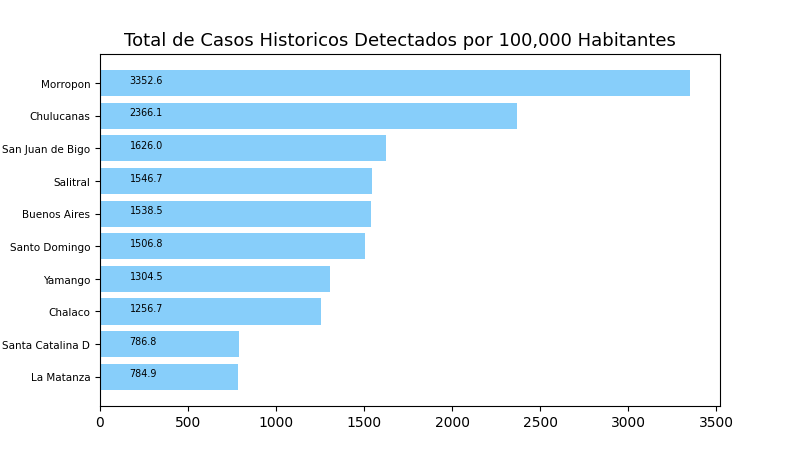 Total de Casos Historicos Detectados por 100,000 Habitantes
Morropon 3352.6
Chulucanas 2366.1
San Juan de Bigo 1626.0
Salitral 1546.7
Buenos Aires 1538.5
Santo Domingo 1506.8
Yamango 1304.5
Chalaco 1256.7
Santa Catalina D 786.8
La Matanza 784.9
0 500 1000 1500 2000 2500 3000 3500